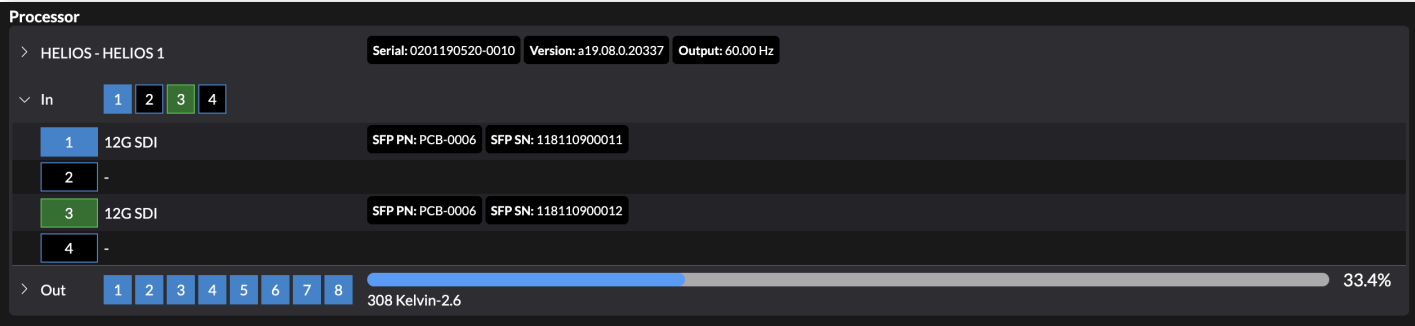 Processor
HELIOS - HELIOS 1 Serial: 0201190520-0010 Version: a19.08.0.20337 Output: 60.00 Hz
In 1 2 3 4
1 12G SDI SFP PN: PCB-0006 SFP SN: 118110900011
2 -
3 12G SDI SFP PN: PCB-0006 SFP SN: 118110900012
4 -
Out 1 2 3 4 5 6 7 8 33.4%
308 Kelvin-2.6